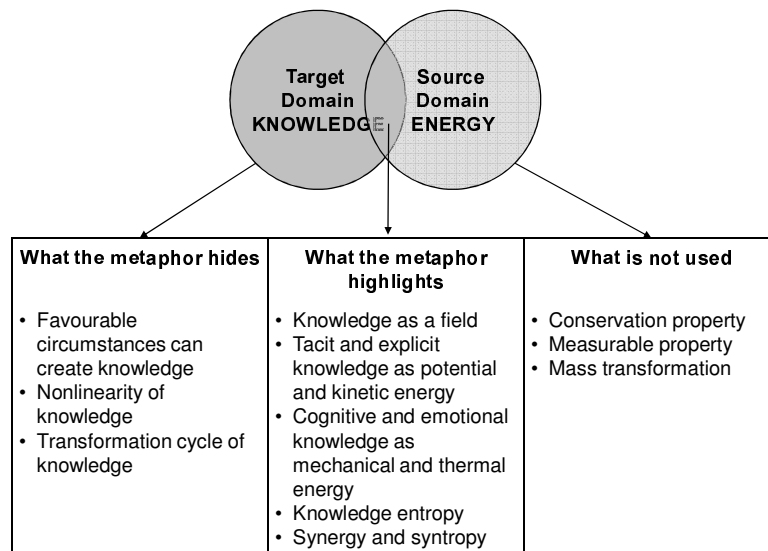 Target
Domain
KNOWLEDGE
Source
Domain
ENERGY
What the metaphor hides
• Favourable
circumstances can
create knowledge
• Nonlinearity of
knowledge
• Transformation cycle of
knowledge
What the metaphor
highlights
• Knowledge as a field
• Tacit and explicit
knowledge as potential
and kinetic energy
• Cognitive and emotional
knowledge as
mechanical and thermal
energy
• Knowledge entropy
• Synergy and syntropy
What is not used
• Conservation property
• Measurable property
• Mass transformation